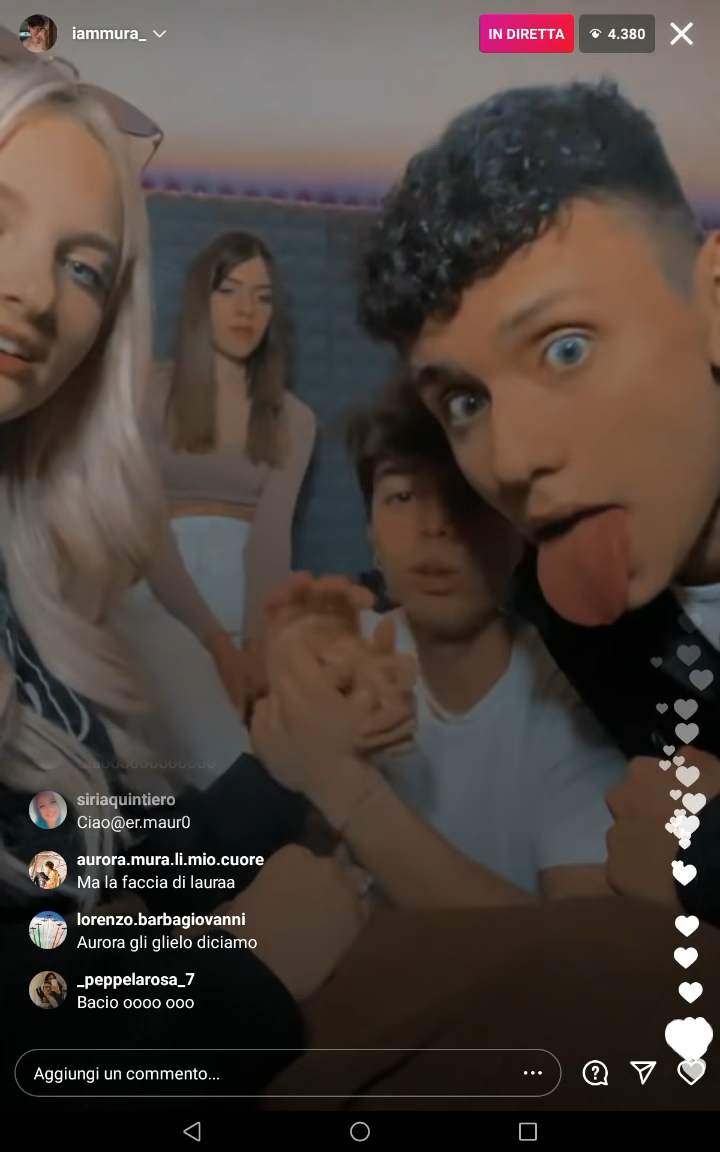 iammura_
IN DIRETTA
4.380
siriaquintiero
Ciao@er.maur0
aurora.mura.li.mio.cuore
Ma la faccia di lauraa
lorenzo.barbagiovanni
Aurora gli glielo diciamo
_peppelarosa_7
Bacio oooo ooo
Aggiungi un commento...